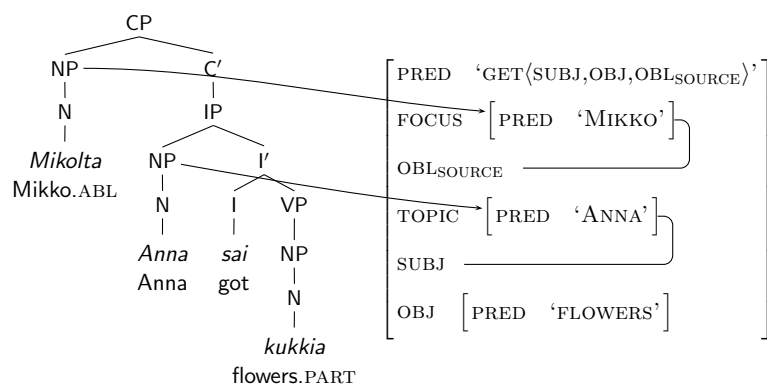 CP
NP C′
[PRED ‘GET⟨SUBJ,OBJ,OBLSOURCE⟩’
N IP
FOCUS [PRED ‘MIKKO’]
Mikolta NP I′
OBLSOURCE
Mikko.ABL
N I VP
TOPIC [PRED ‘ANNA’]
Anna sai NP
SUBJ
Anna got
N
OBJ [PRED ‘FLOWERS’]]
kukkia
flowers.PART